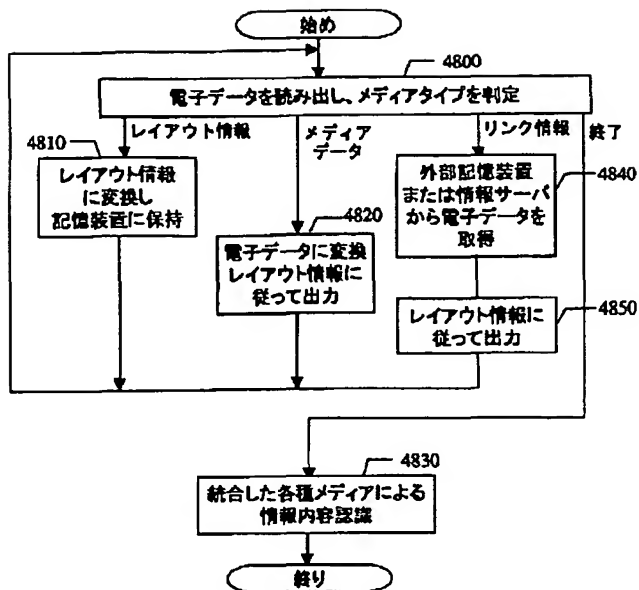 始め
4800
電子データを読み出し、メディアタイプを判定
4810
レイアウト情報
メディア
データ
リンク情報
終了
レイアウト情報
に変換し
記憶装置に保持
4820
電子データに変換
レイアウト情報に
従って出力
外部記憶装置
または情報サーバ
から電子データを
取得
4840
レイアウト情報に
従って出力
4850
4830
統合した各種メディアによる
情報内容認識
終り